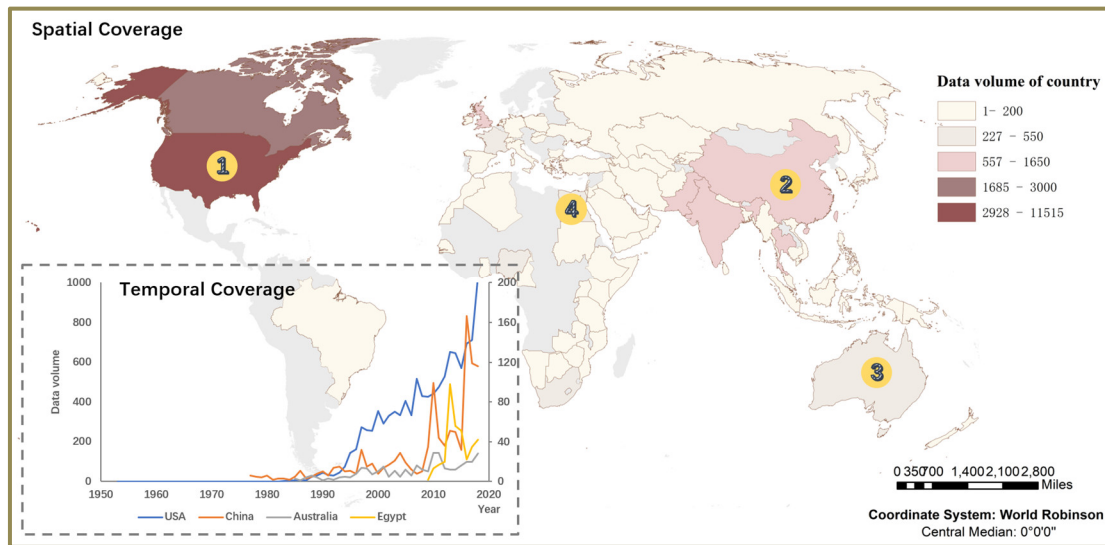 Spatial Coverage
Data volume of country
1- 200
227 - 550
557 - 1650
1685 - 3000
2928 - 11515
1
2
3
4
Temporal Coverage
1000
800
600
400
200
0
Data volume
200
160
120
80
40
0
1950 1960 1970 1980 1990 2000 2010 2020
Year
USA China Australia Egypt
0 350700 1,400 2,100 2,800
Miles
Coordinate System: World Robinson
Central Median: 0°0'0"